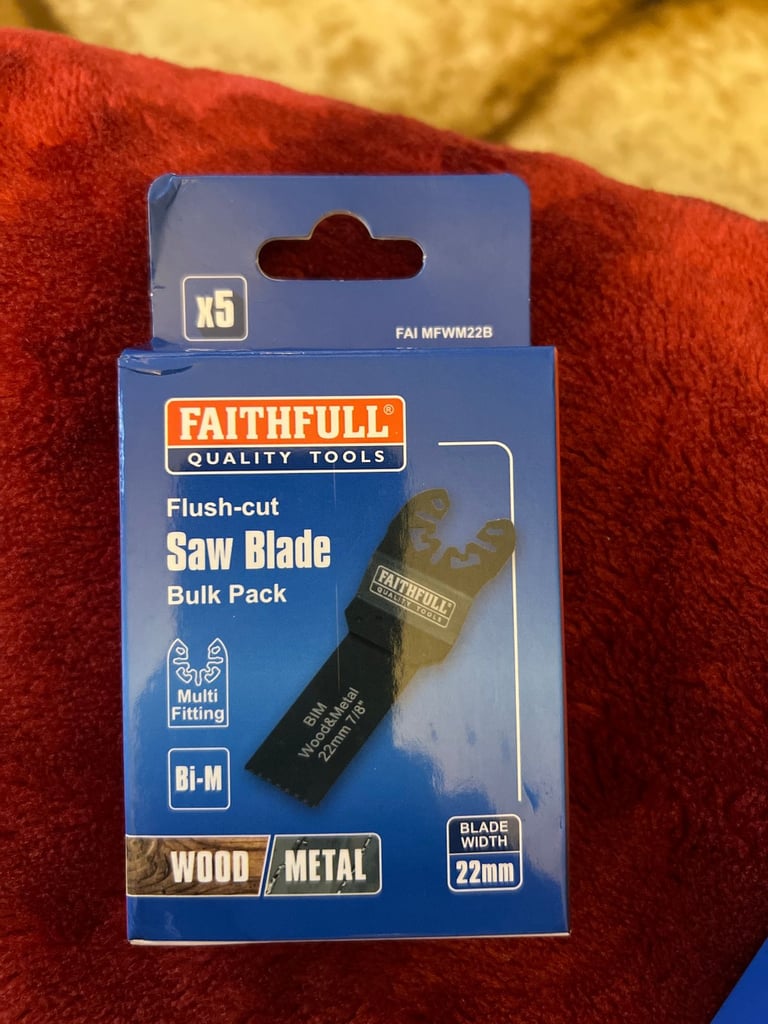 x5
FAI MFWM22B
FAITHFULL®
QUALITY TOOLS
Flush-cut
Saw Blade
Bulk Pack
FAITHFULL®
QUALITY TOOLS
BIM
Wood&Metal
22mm 7/8"
Multi
Fitting
Bi-M
WOOD
METAL
BLADE
WIDTH
22mm